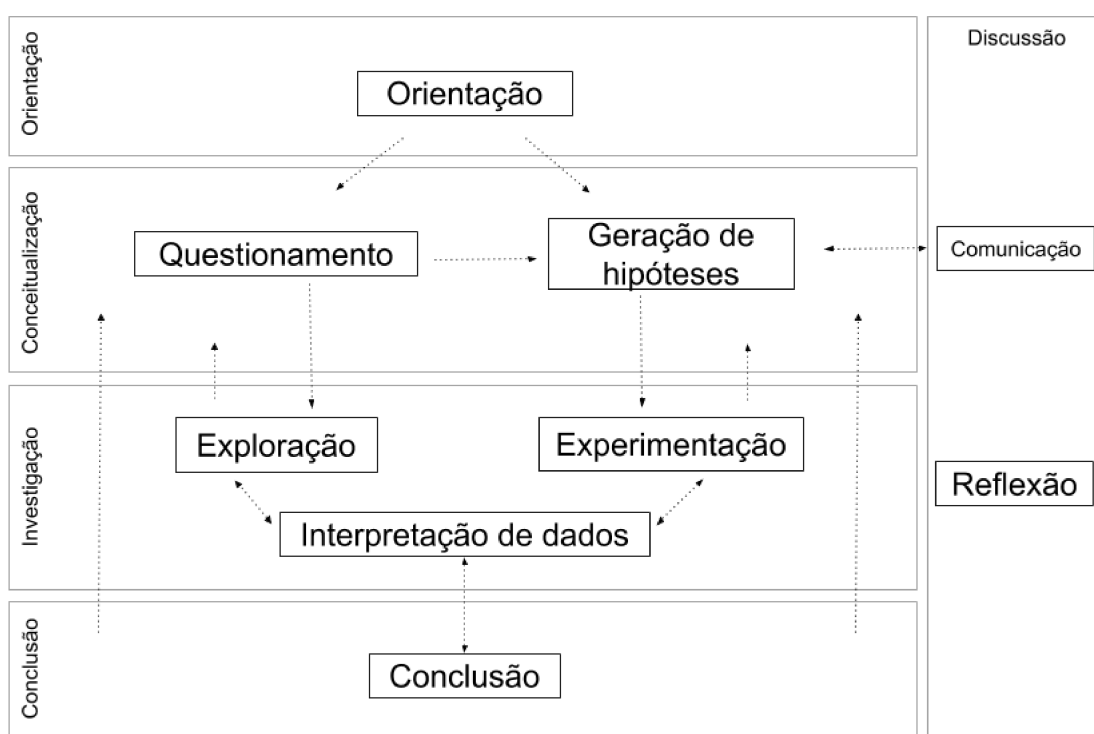 Orientação
Orientação
Discussão
Conceitualização
Questionamento
Geração de
hipóteses
Comunicação
Investigação
Exploração
Experimentação
Interpretação de dados
Reflexão
Conclusão
Conclusão